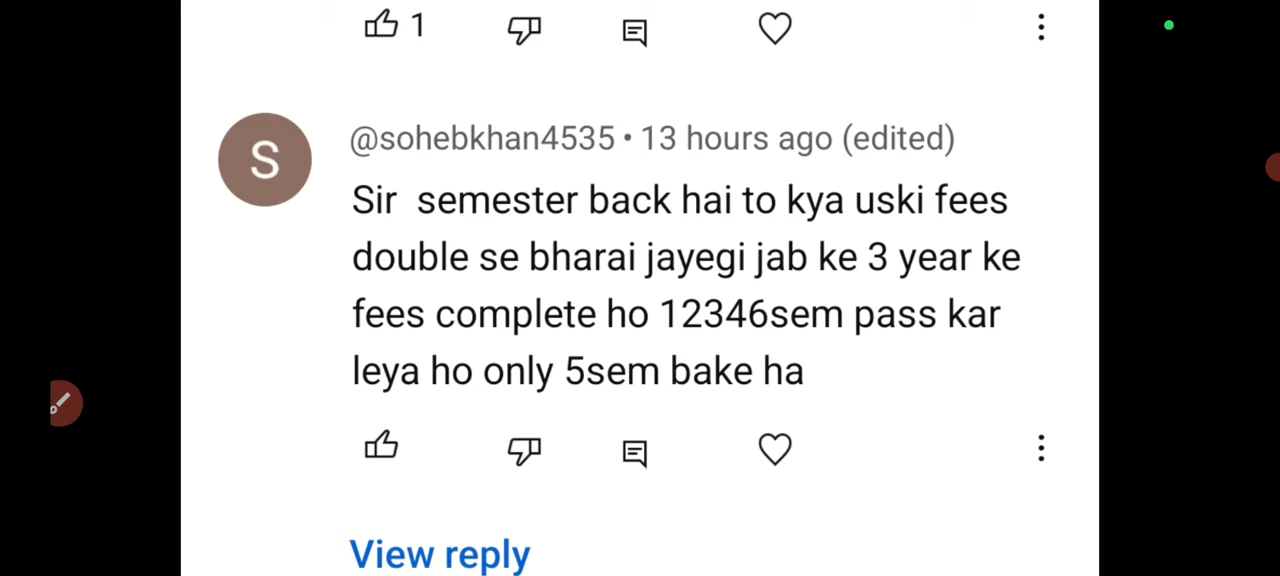 1
S
@sohebkhan4535 • 13 hours ago (edited)
Sir semester back hai to kya uski fees
double se bharai jayegi jab ke 3 year ke
fees complete ho 12346sem pass kar
leya ho only 5sem bake ha
View reply